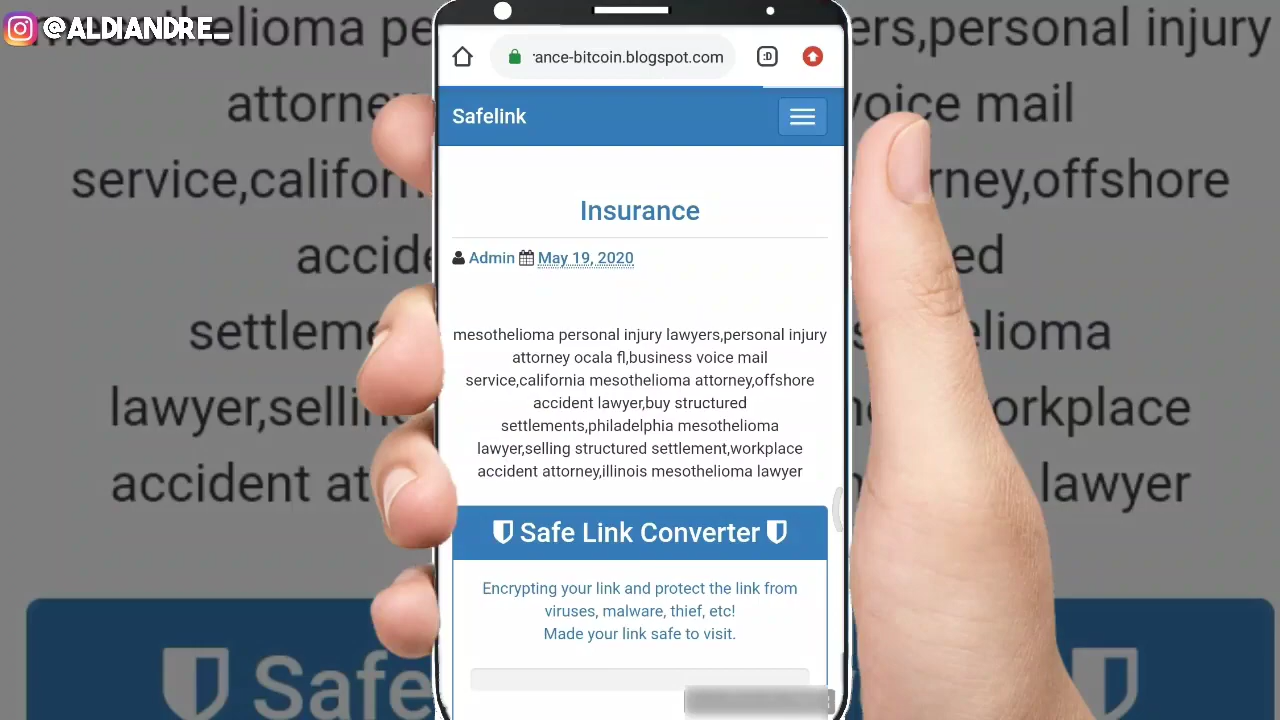 @ALDIANDRE_
:D
rance-bitcoin.blogspot.com
Safelink
Insurance
Admin May 19, 2020
mesothelioma personal injury lawyers,personal injury
attorney ocala fl,business voice mail
service,california mesothelioma attorney,offshore
accident lawyer,buy structured
settlements,philadelphia mesothelioma
lawyer,selling structured settlement,workplace
accident attorney,illinois mesothelioma lawyer
Safe Link Converter
Encrypting your link and protect the link from
viruses, malware, thief, etc!
Made your link safe to visit.